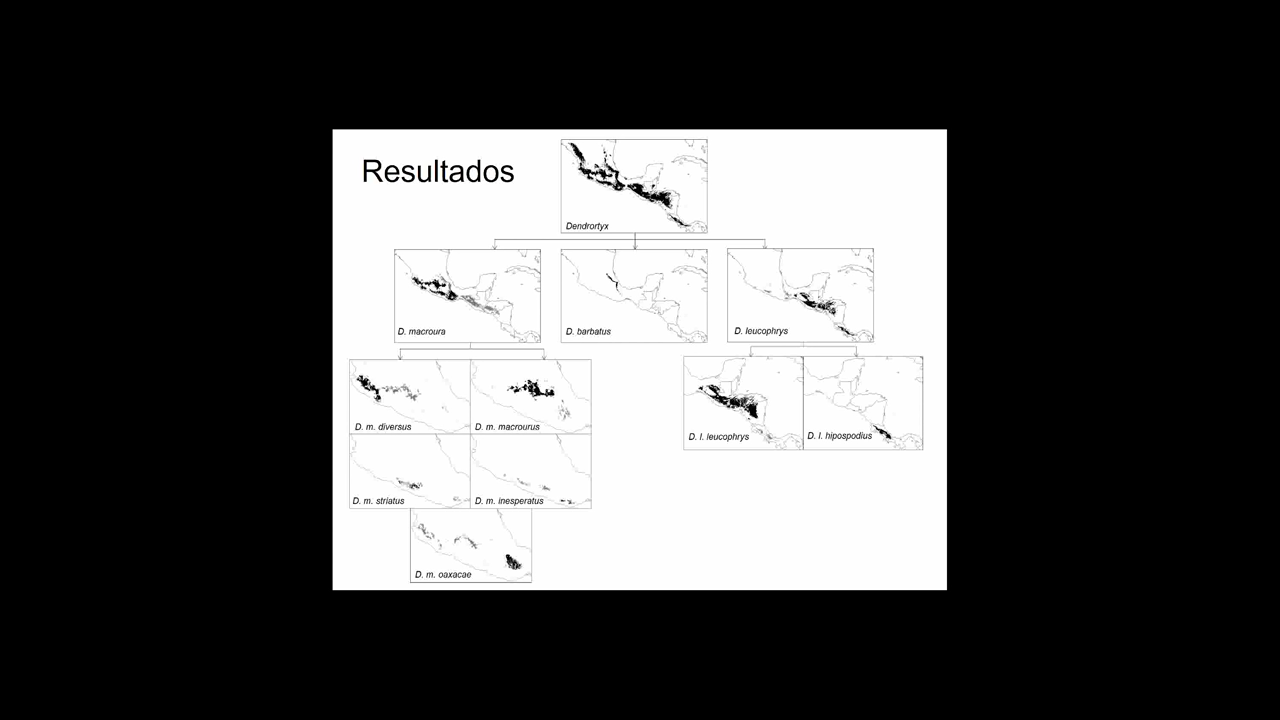 Resultados
Dendrortyx
D. macroura
D. barbatus
D. leucophrys
D. m. diversus
D. m. macrourus
D. l. leucophrys
D. l. hipospodius
D. m. striatus
D. m. inesperatus
D. m. oaxacae